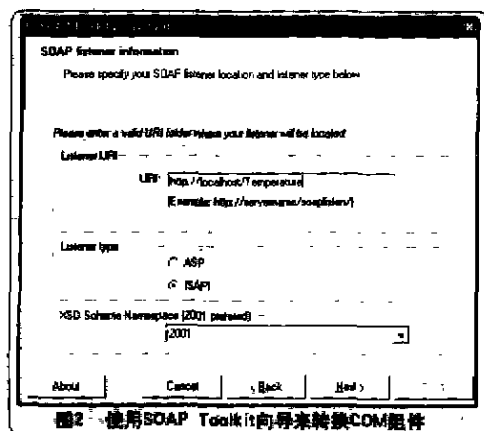 SOAP listener information
Please specify your SOAP listener location and listener type below
Please enter a valid URI folder where your listener will be located
Listener URI
URI: http://localhost/Temperature
[Example: http://servername/soaplisten/]
Listener type
ASP
ISAPI
XSD Schema Namespace (2001 preferred)
2001
About
Cancel
< Back
Next >
图2 使用SOAP Toolkit向导来转换COM组件